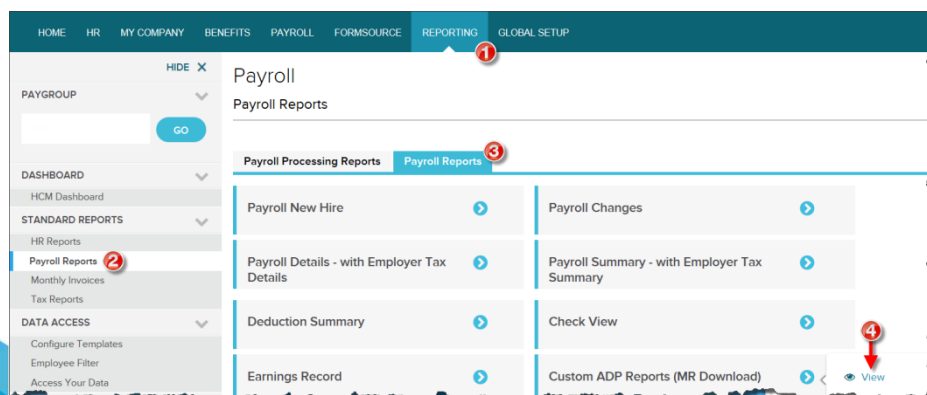 HOME HR MY COMPANY BENEFITS PAYROLL FORMSOURCE REPORTING GLOBAL SETUP
1
HIDE X
PAYGROUP
GO
DASHBOARD
HCM Dashboard
STANDARD REPORTS
HR Reports
Payroll Reports 2
Monthly Invoices
Tax Reports
DATA ACCESS
Configure Templates
Employee Filter
Access Your Data
Payroll
Payroll Reports
Payroll Processing Reports Payroll Reports 3
Payroll New Hire
Payroll Changes
Payroll Details - with Employer Tax
Details
Payroll Summary - with Employer Tax
Summary
Deduction Summary
Check View
4
Earnings Record
Custom ADP Reports (MR Download)
View